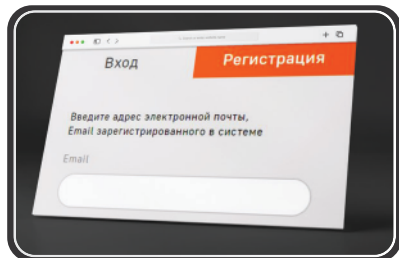 Вход
Регистрация
Введите адрес электронной почты,
Email зарегистрированного в системе
Email